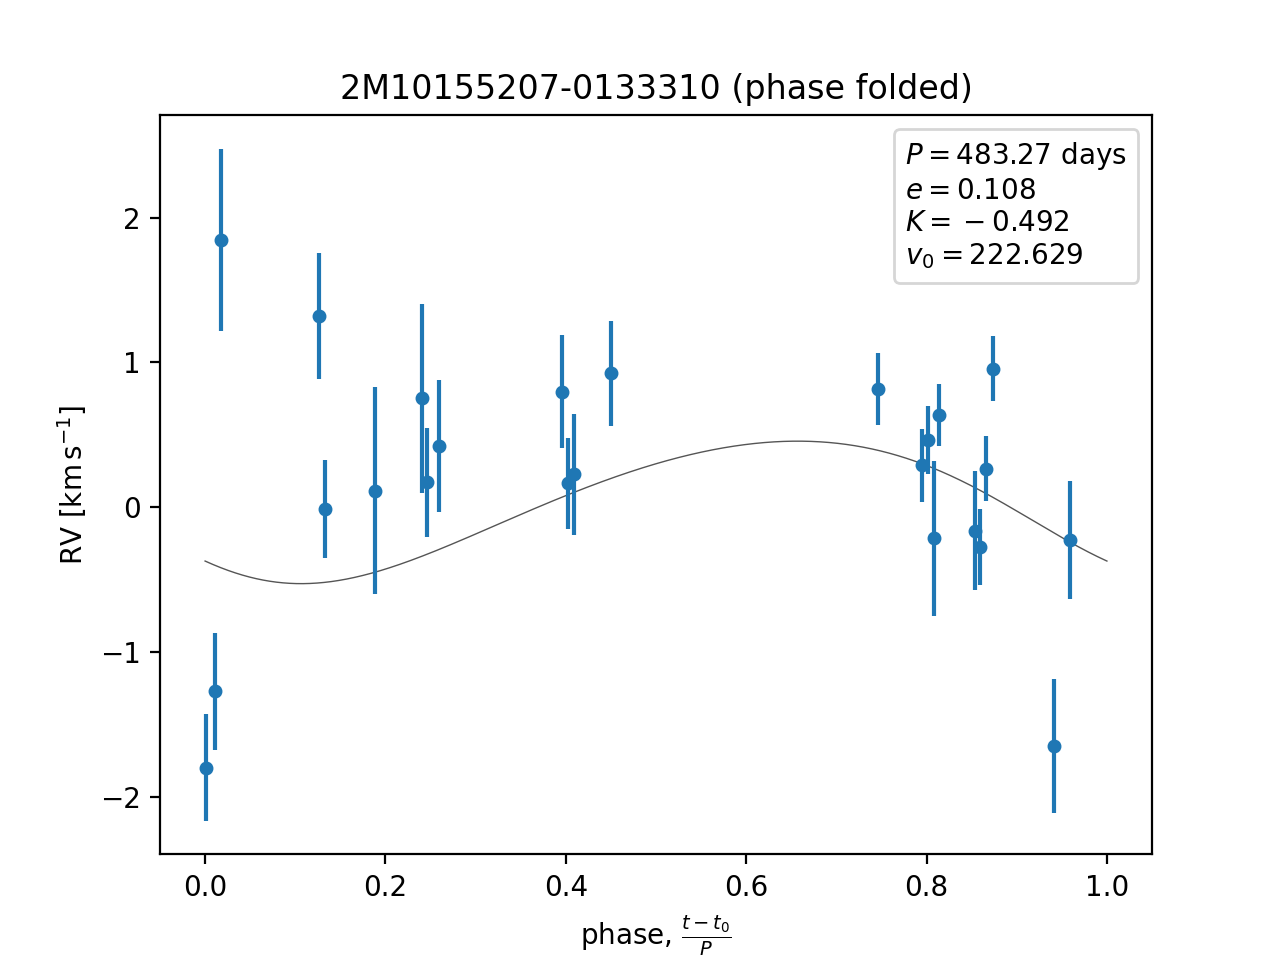 2M10155207-0133310 (phase folded)
P = 483.27 days
e = 0.108
K = −0.492
v₀ = 222.629
RV [km s⁻¹]
2
1
0
−1
−2
0.0 0.2 0.4 0.6 0.8 1.0
phase, (t − t₀)/P